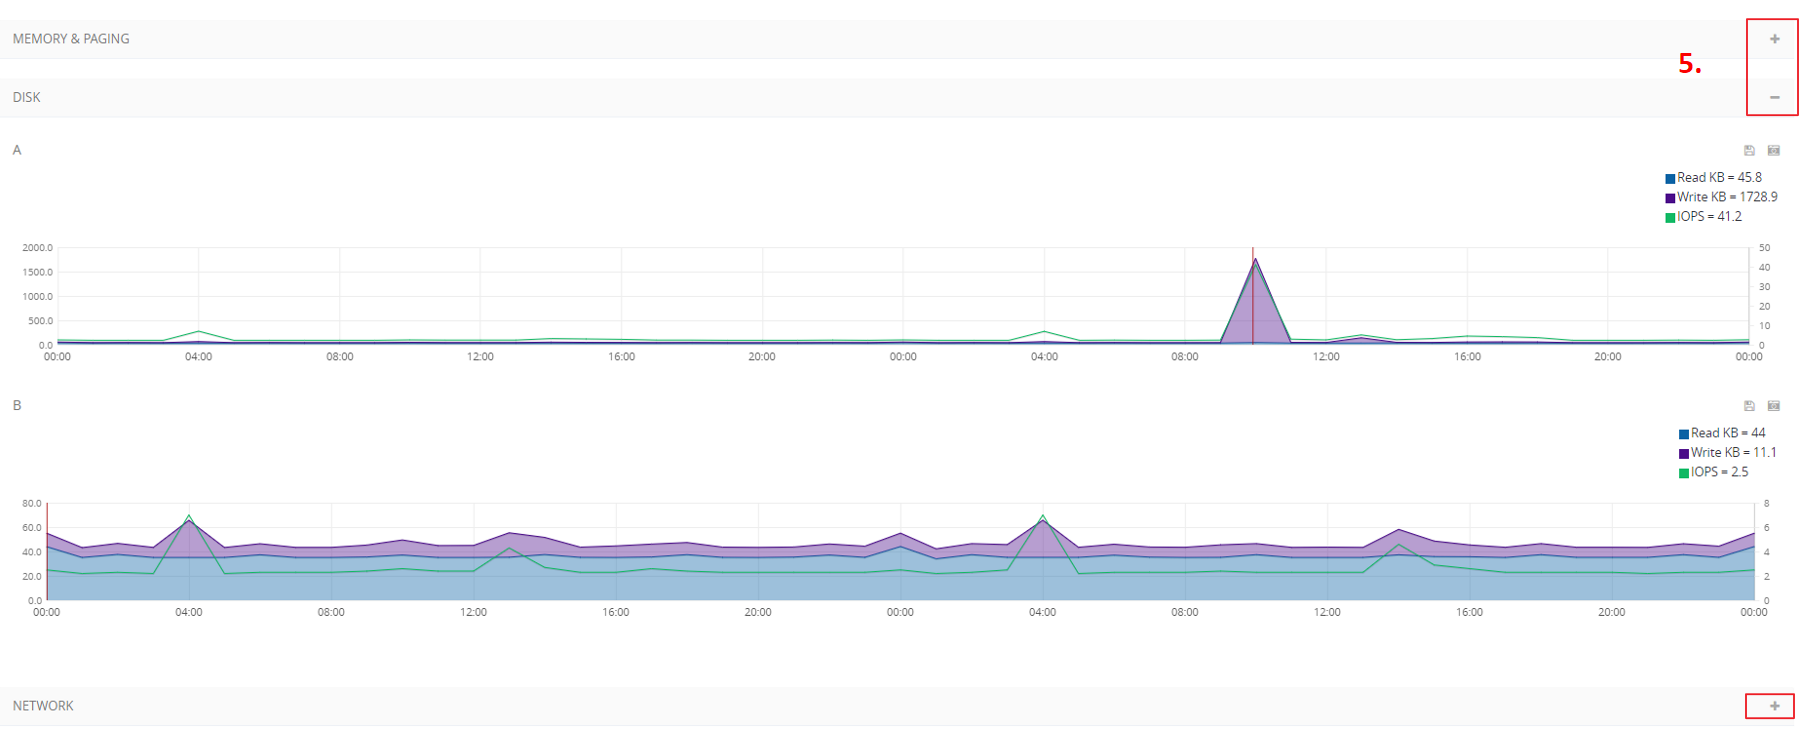 MEMORY & PAGING
+
5.
DISK
−
A
Read KB = 45.8
Write KB = 1728.9
IOPS = 41.2
2000.0
1500.0
1000.0
500.0
0.0
50
40
30
20
10
0
00:00 04:00 08:00 12:00 16:00 20:00 00:00 04:00 08:00 12:00 16:00 20:00 00:00
B
Read KB = 44
Write KB = 11.1
IOPS = 2.5
80.0
60.0
40.0
20.0
0.0
8
6
4
2
0
00:00 04:00 08:00 12:00 16:00 20:00 00:00 04:00 08:00 12:00 16:00 20:00 00:00
NETWORK
+